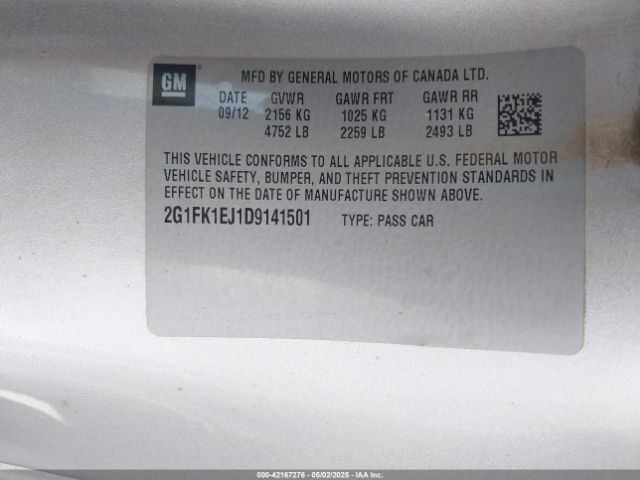 GM
MFD BY GENERAL MOTORS OF CANADA LTD.
DATE GVWR GAWR FRT GAWR RR
09/12 2156 KG 1025 KG 1131 KG
4752 LB 2259 LB 2493 LB
THIS VEHICLE CONFORMS TO ALL APPLICABLE U.S. FEDERAL MOTOR
VEHICLE SAFETY, BUMPER, AND THEFT PREVENTION STANDARDS IN
EFFECT ON THE DATE OF MANUFACTURE SHOWN ABOVE.
2G1FK1EJ1D9141501 TYPE: PASS CAR
000-42167276 - 05/02/2025 - IAA Inc.